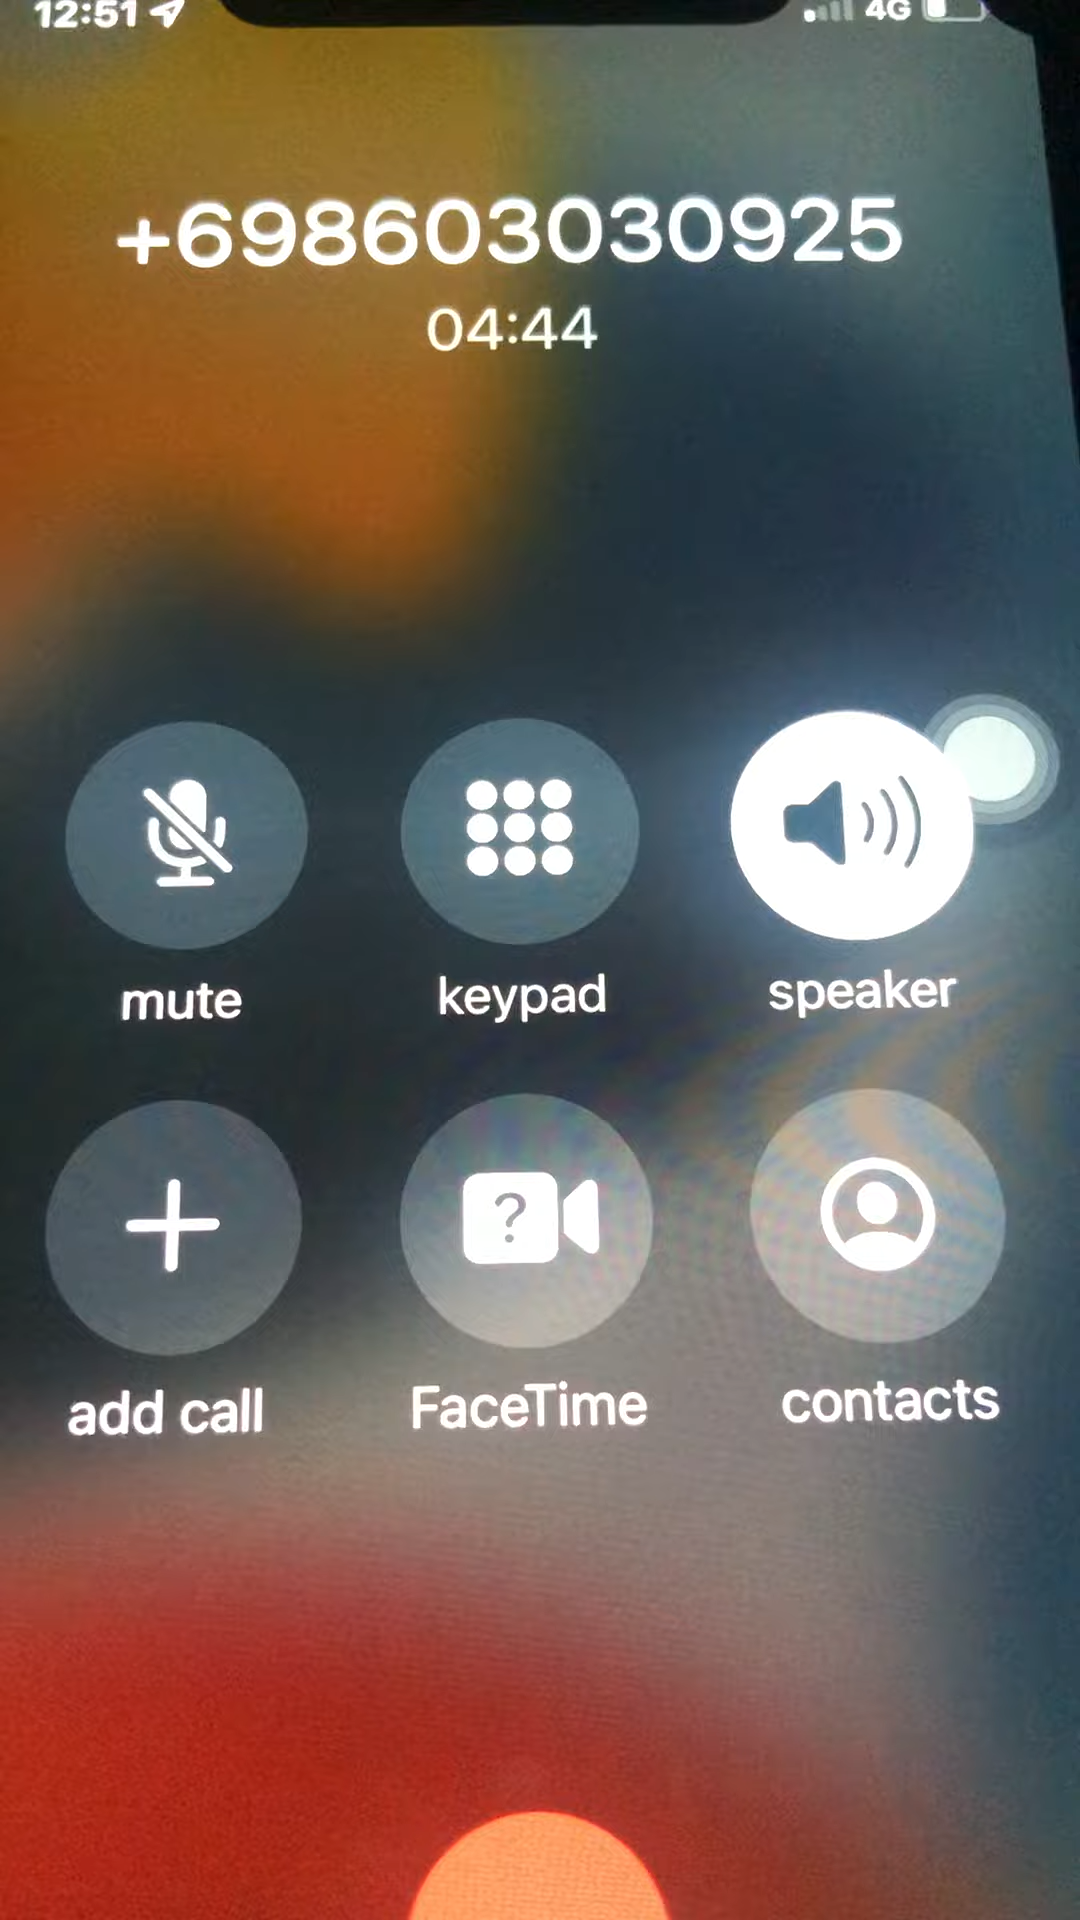 12:51
4G
+698603030925
04:44
mute
keypad
speaker
?
add call
FaceTime
contacts